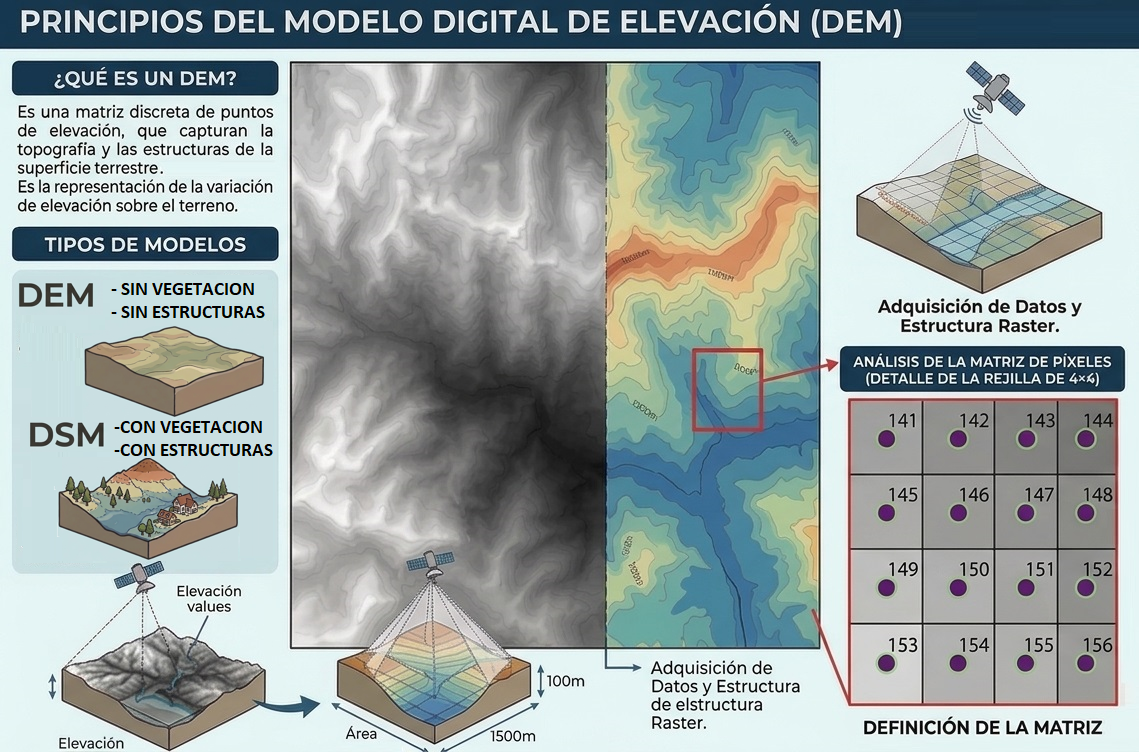 PRINCIPIOS DEL MODELO DIGITAL DE ELEVACIÓN (DEM)
¿QUÉ ES UN DEM?
Es una matriz discreta de puntos
de elevación, que capturan la
topografía y las estructuras de la
superficie terrestre.
Es la representación de la variación
de elevación sobre el terreno.
TIPOS DE MODELOS
DEM
- SIN VEGETACION
- SIN ESTRUCTURAS
DSM
-CON VEGETACION
-CON ESTRUCTURAS
Elevación
values
Elevación
Área
1500m
100m
Adquisición de
Datos y Estructura
de elstructura
Raster.
Adquisición de Datos y
Estructura Raster.
ANÁLISIS DE LA MATRIZ DE PÍXELES
(DETALLE DE LA REJILLA DE 4×4)
141 142 143 144
145 146 147 148
149 150 151 152
153 154 155 156
DEFINICIÓN DE LA MATRIZ